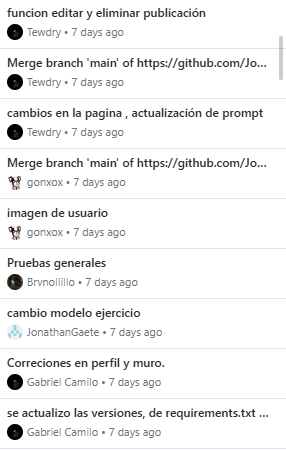 funcion editar y eliminar publicación
Tewdry • 7 days ago
Merge branch 'main' of https://github.com/Jo...
Tewdry • 7 days ago
cambios en la pagina , actualización de prompt
Tewdry • 7 days ago
Merge branch 'main' of https://github.com/Jo...
gonxox • 7 days ago
imagen de usuario
gonxox • 7 days ago
Pruebas generales
Brvnollillo • 7 days ago
cambio modelo ejercicio
JonathanGaete • 7 days ago
Correciones en perfil y muro.
Gabriel Camilo • 7 days ago
se actualizo las versiones, de requirements.txt ...
Gabriel Camilo • 7 days ago